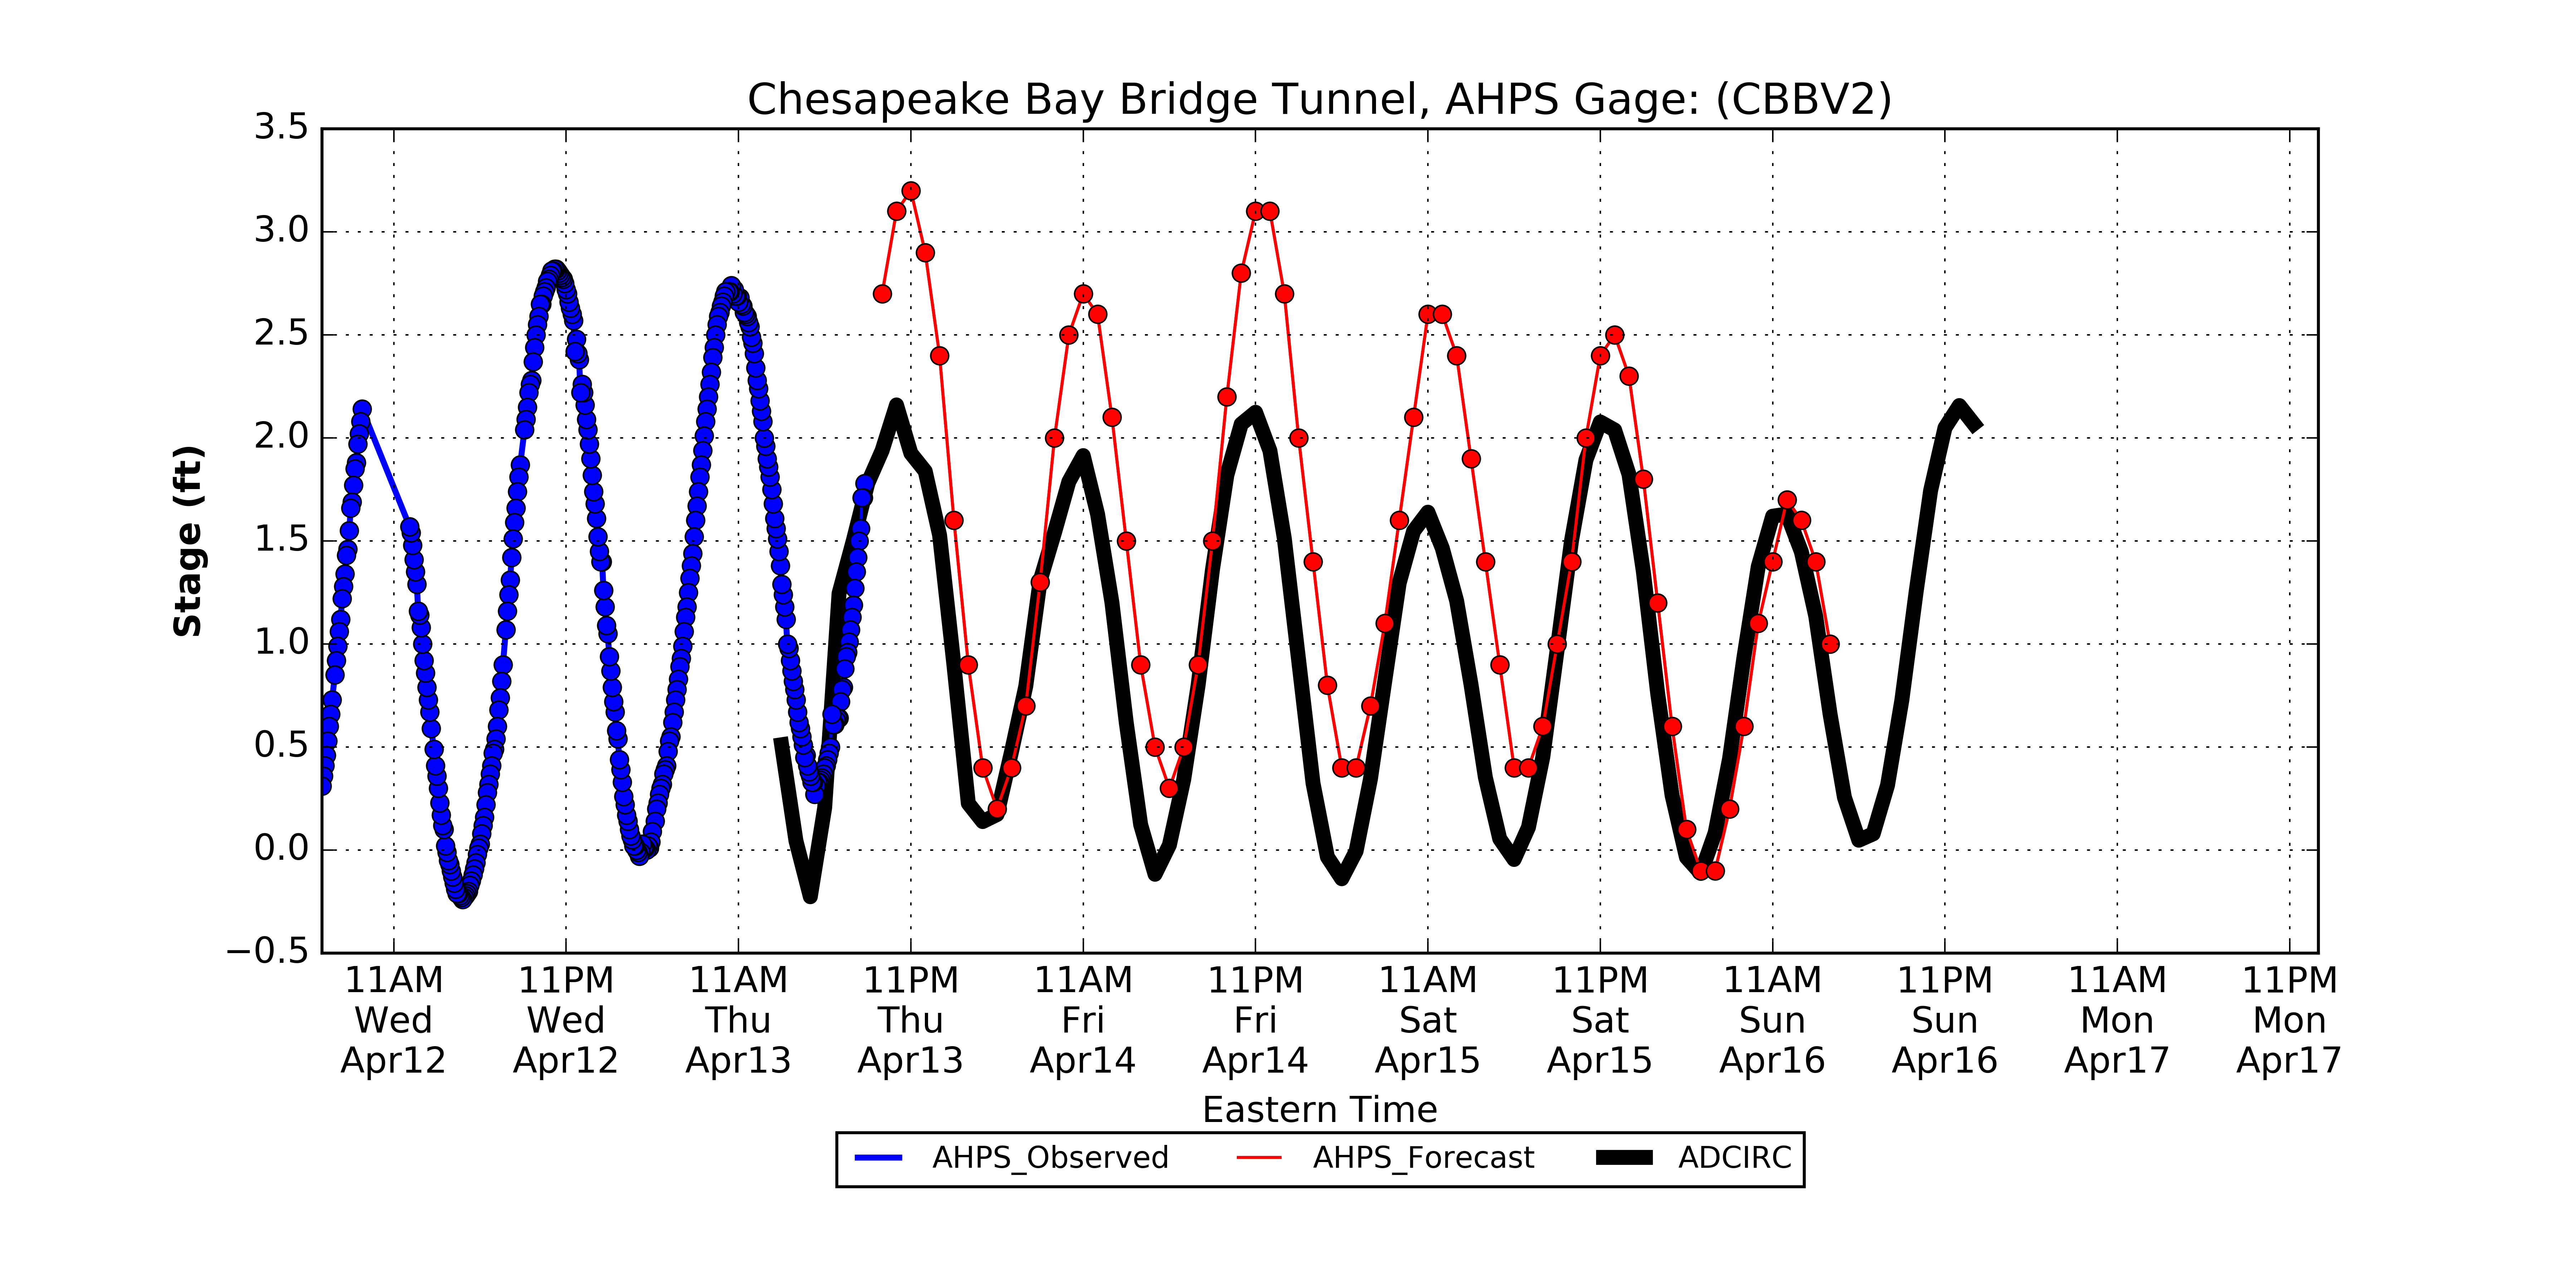 Chesapeake Bay Bridge Tunnel, AHPS Gage: (CBBV2)
3.5
3.0
2.5
2.0
1.5
1.0
0.5
0.0
−0.5
Stage (ft)
11AM 11PM 11AM 11PM 11AM 11PM 11AM 11PM 11AM 11PM 11AM 11PM
Wed Wed Thu Thu Fri Fri Sat Sat Sun Sun Mon Mon
Apr12 Apr12 Apr13 Apr13 Apr14 Apr14 Apr15 Apr15 Apr16 Apr16 Apr17 Apr17
Eastern Time
AHPS_Observed AHPS_Forecast ADCIRC